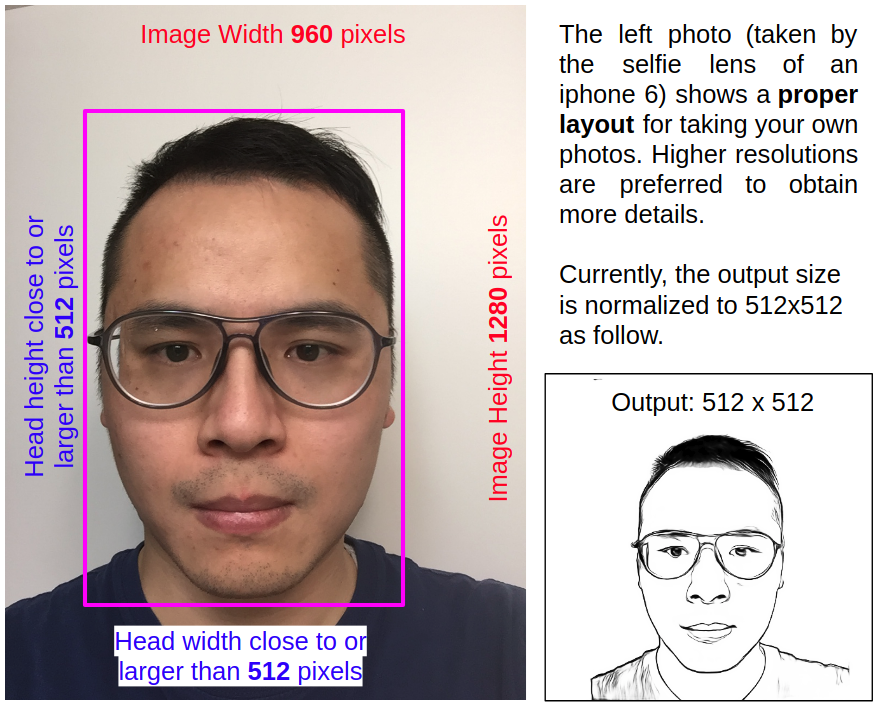 Image Width 960 pixels
Head height close to or
larger than 512 pixels
Image Height 1280 pixels
Head width close to or
larger than 512 pixels
The left photo (taken by
the selfie lens of an
iphone 6) shows a proper
layout for taking your own
photos. Higher resolutions
are preferred to obtain
more details.
Currently, the output size
is normalized to 512x512
as follow.
Output: 512 x 512